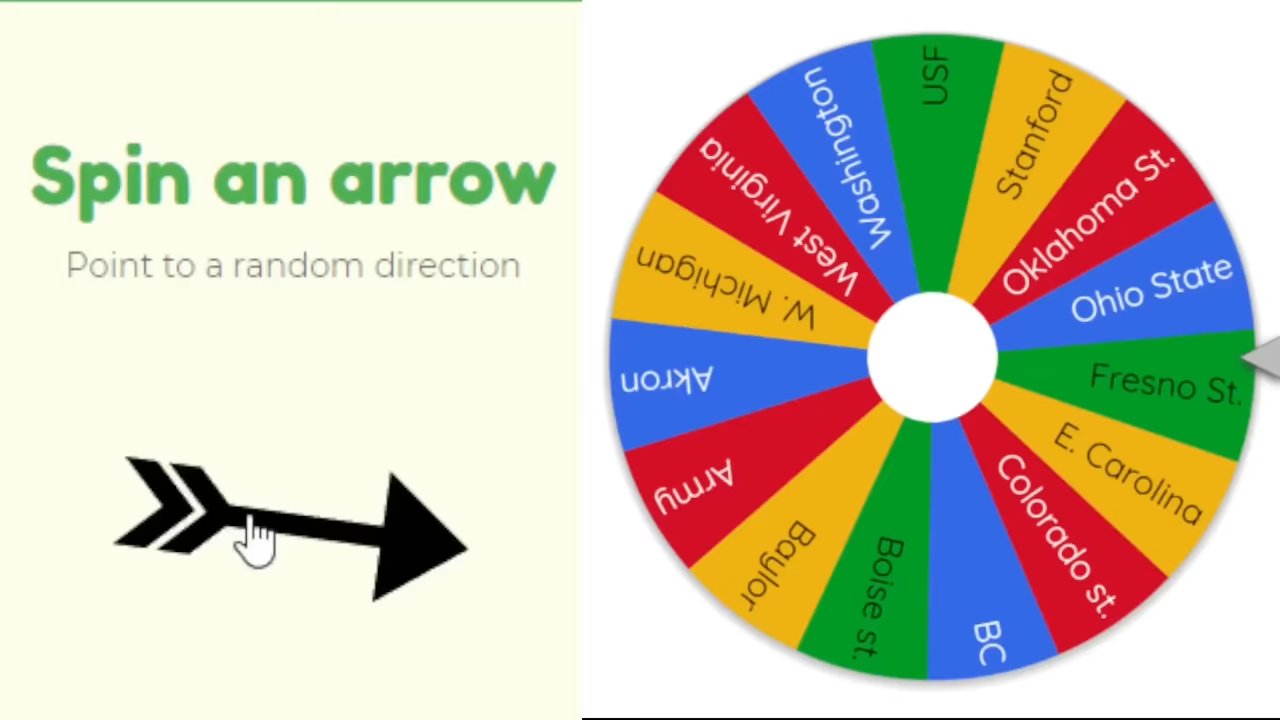 Spin an arrow
Point to a random direction
USF
Stanford
Oklahoma St.
Ohio State
Fresno St.
E. Carolina
Colorado st.
BC
Boise st.
Baylor
Army
Akron
W. Michigan
West Virginia
Washington